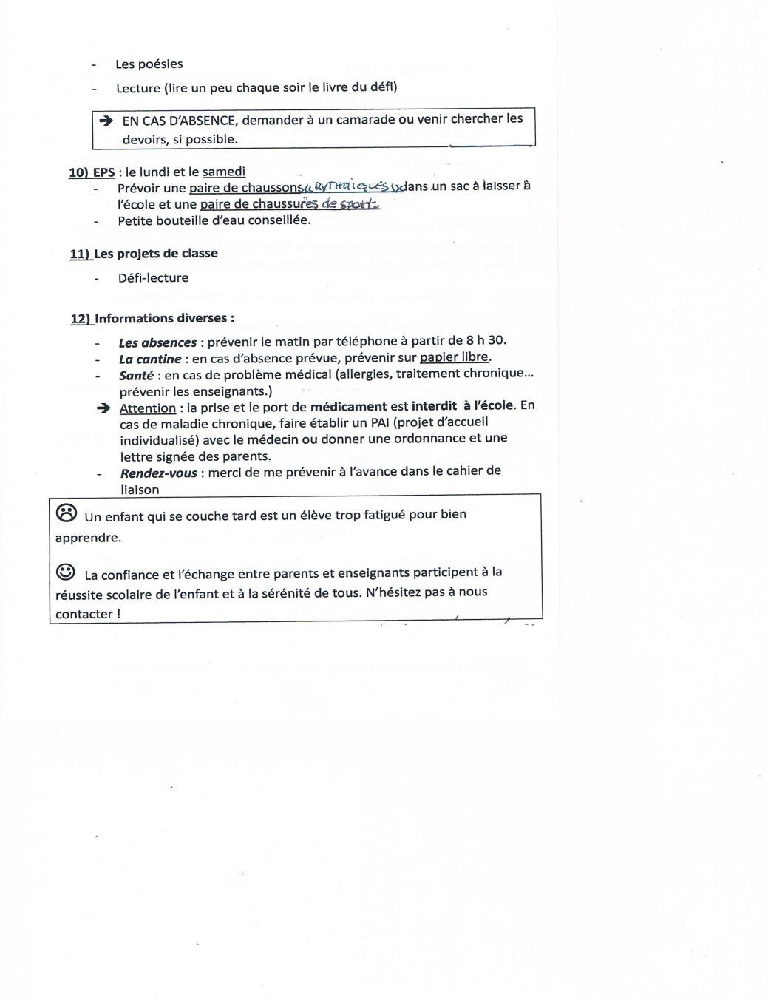 - Les poésies
- Lecture (lire un peu chaque soir le livre du défi)
➔ EN CAS D'ABSENCE, demander à un camarade ou venir chercher les
devoirs, si possible.
10) EPS : le lundi et le samedi
- Prévoir une paire de chaussons « RYTHMIQUES » dans un sac à laisser à
l'école et une paire de chaussures de sport.
- Petite bouteille d'eau conseillée.
11) Les projets de classe
- Défi-lecture
12) Informations diverses :
- Les absences : prévenir le matin par téléphone à partir de 8 h 30.
- La cantine : en cas d'absence prévue, prévenir sur papier libre.
- Santé : en cas de problème médical (allergies, traitement chronique...
prévenir les enseignants.)
➔ Attention : la prise et le port de médicament est interdit à l'école. En
cas de maladie chronique, faire établir un PAI (projet d'accueil
individualisé) avec le médecin ou donner une ordonnance et une
lettre signée des parents.
- Rendez-vous : merci de me prévenir à l'avance dans le cahier de
liaison
☹ Un enfant qui se couche tard est un élève trop fatigué pour bien
apprendre.
☺ La confiance et l'échange entre parents et enseignants participent à la
réussite scolaire de l'enfant et à la sérénité de tous. N'hésitez pas à nous
contacter !